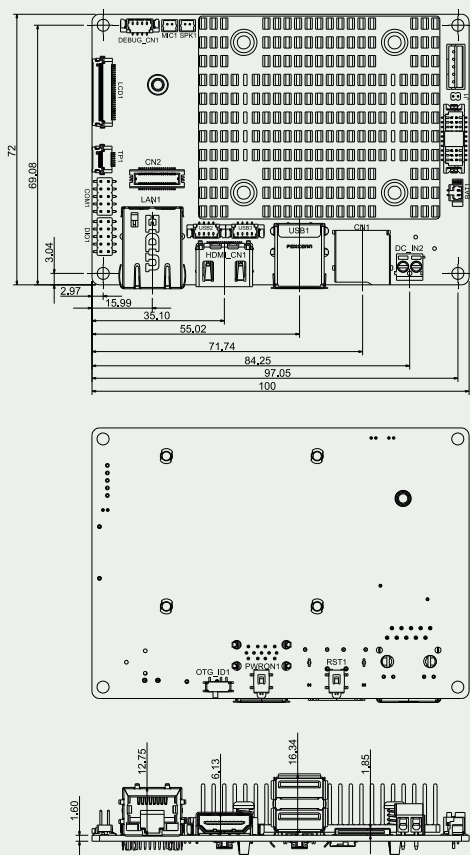 DEBUG_CN1
MIC1 SPK1
LCD1
TP1
CN2
COM1
LAN1
DIO1
USB2
USB3
HDMI_CN1
USB1
FOXCONN
CN1
DC_IN2
BAT1
72
69.08
3.04
2.97
15.99
35.10
55.02
71.74
84.25
97.05
100
OTG_ID1
PWRON1
RST1
12.75
6.13
16.34
1.85
1.60